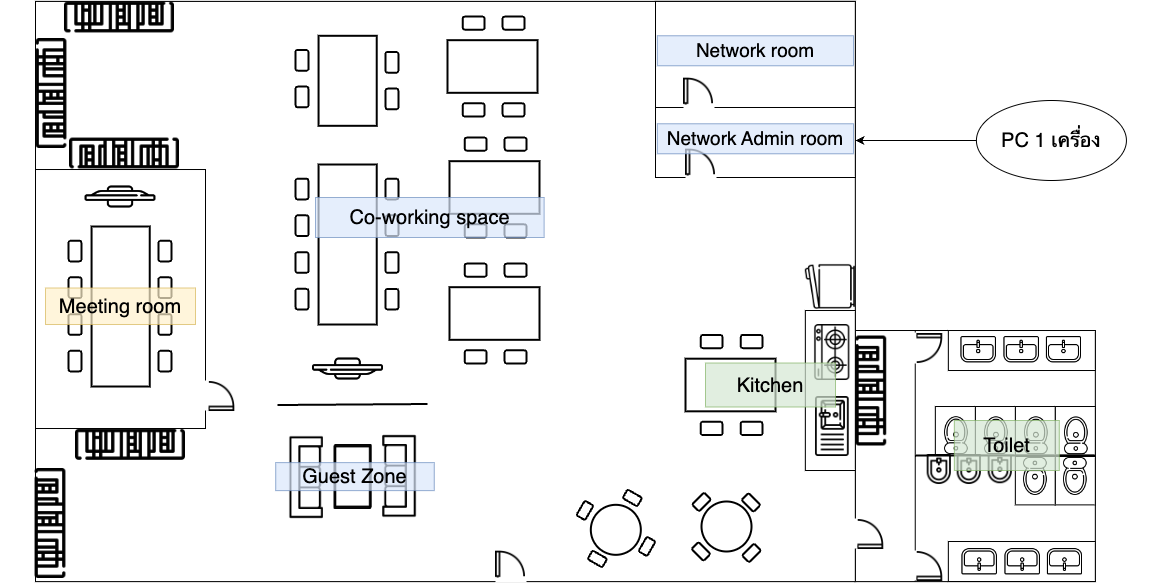 Network room
Network Admin room
PC 1 เครื่อง
Co-working space
Meeting room
Kitchen
Toilet
Guest Zone